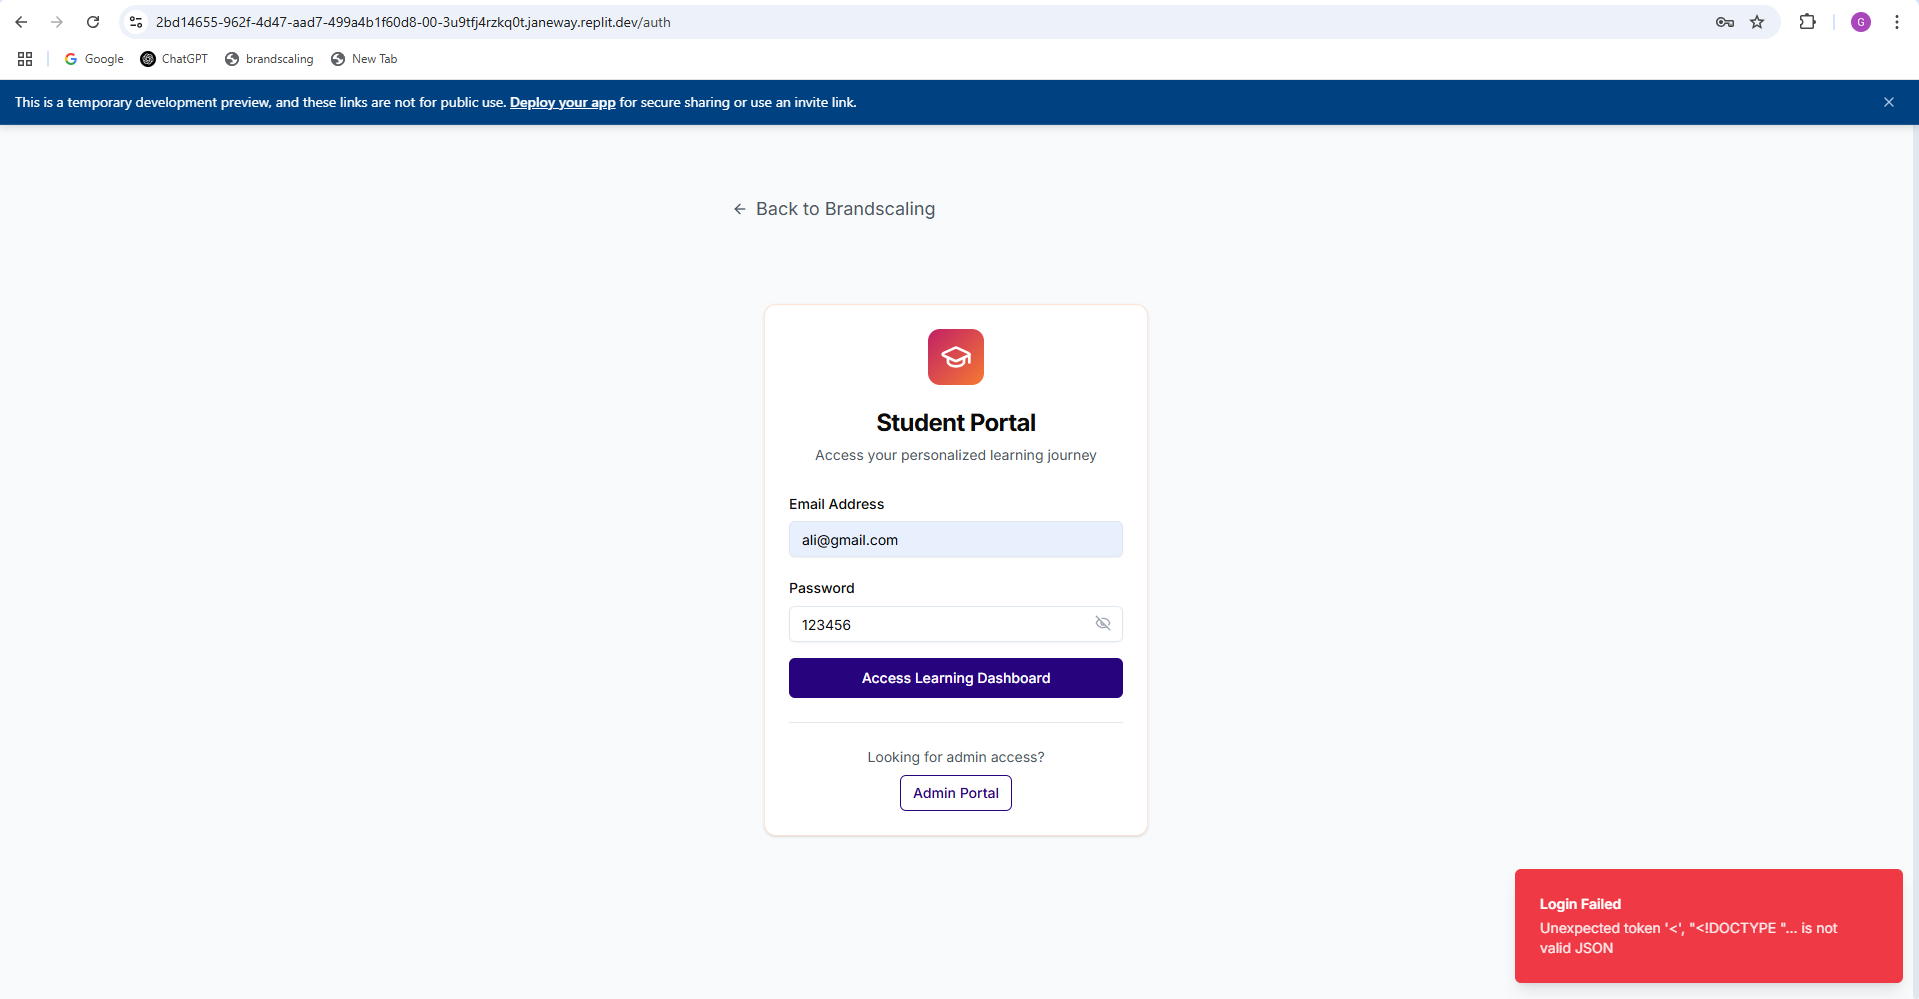 2bd14655-962f-4d47-aad7-499a4b1f60d8-00-3u9tfj4rzkq0t.janeway.replit.dev/auth
G
Google ChatGPT brandscaling New Tab
This is a temporary development preview, and these links are not for public use. Deploy your app for secure sharing or use an invite link.
Back to Brandscaling
Student Portal
Access your personalized learning journey
Email Address
ali@gmail.com
Password
123456
Access Learning Dashboard
Looking for admin access?
Admin Portal
Login Failed
Unexpected token '<', "<!DOCTYPE "... is not
valid JSON